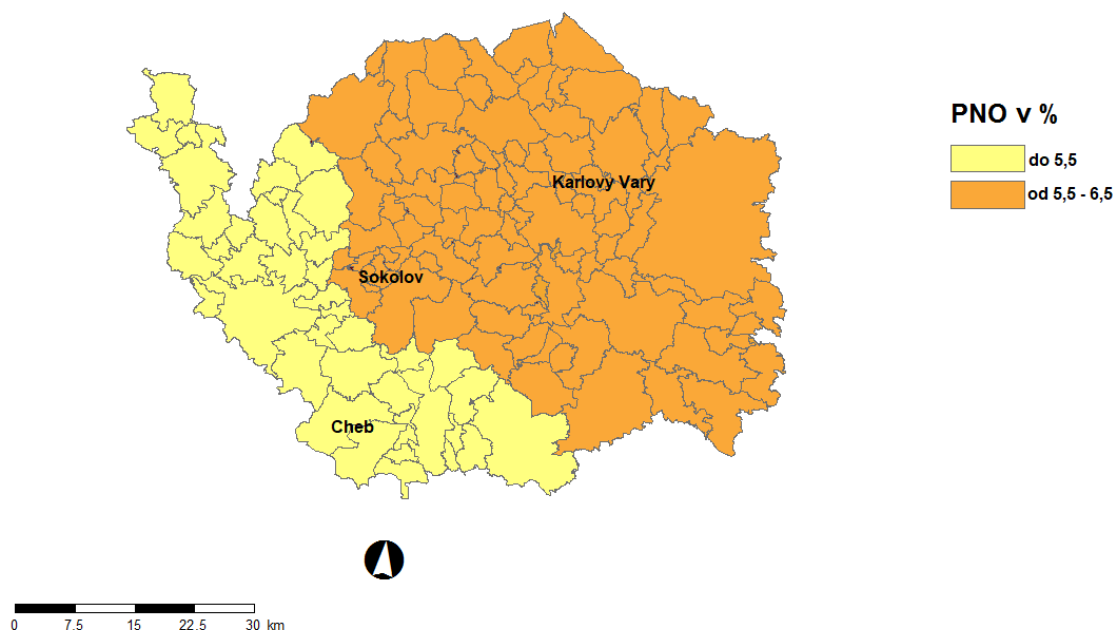 PNO v %
do 5,5
od 5,5 - 6,5
Karlovy Vary
Sokolov
Cheb
0 7.5 15 22.5 30 km